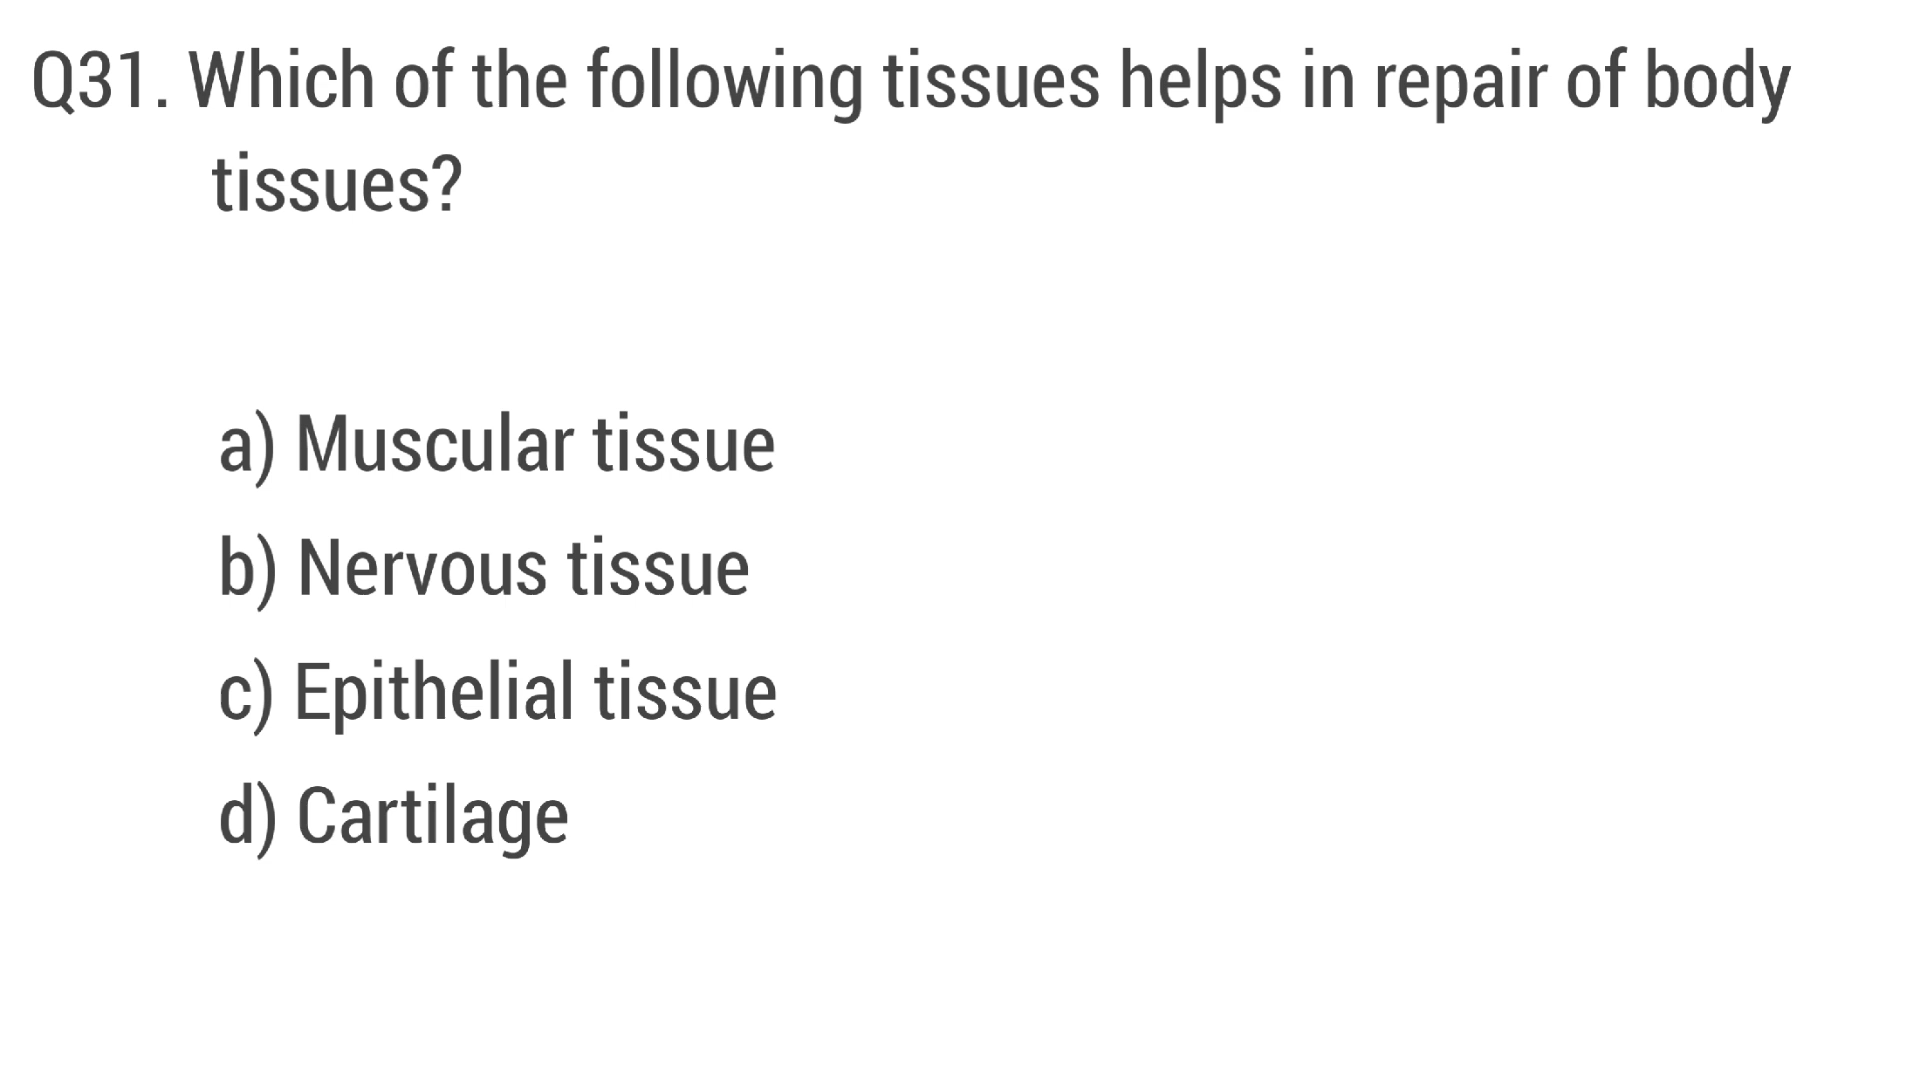 Q31. Which of the following tissues helps in repair of body
tissues?
a) Muscular tissue
b) Nervous tissue
c) Epithelial tissue
d) Cartilage